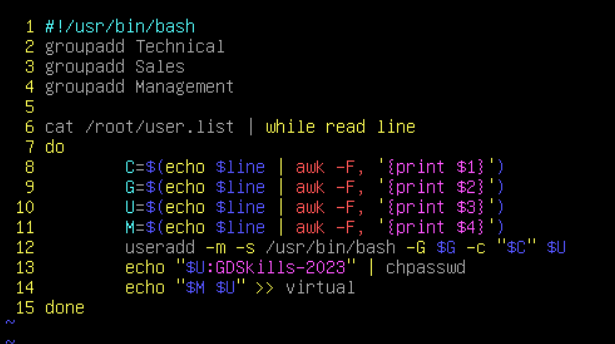 1 #!/usr/bin/bash
2 groupadd Technical
3 groupadd Sales
4 groupadd Management
5
6 cat /root/user.list | while read line
7 do
8         C=$(echo $line | awk -F, '{print $1}')
9         G=$(echo $line | awk -F, '{print $2}')
10         U=$(echo $line | awk -F, '{print $3}')
11         M=$(echo $line | awk -F, '{print $4}')
12         useradd -m -s /usr/bin/bash -G $G -c "$C" $U
13         echo "$U:GDSkills-2023" | chpasswd
14         echo "$M $U" >> virtual
15 done
~
~